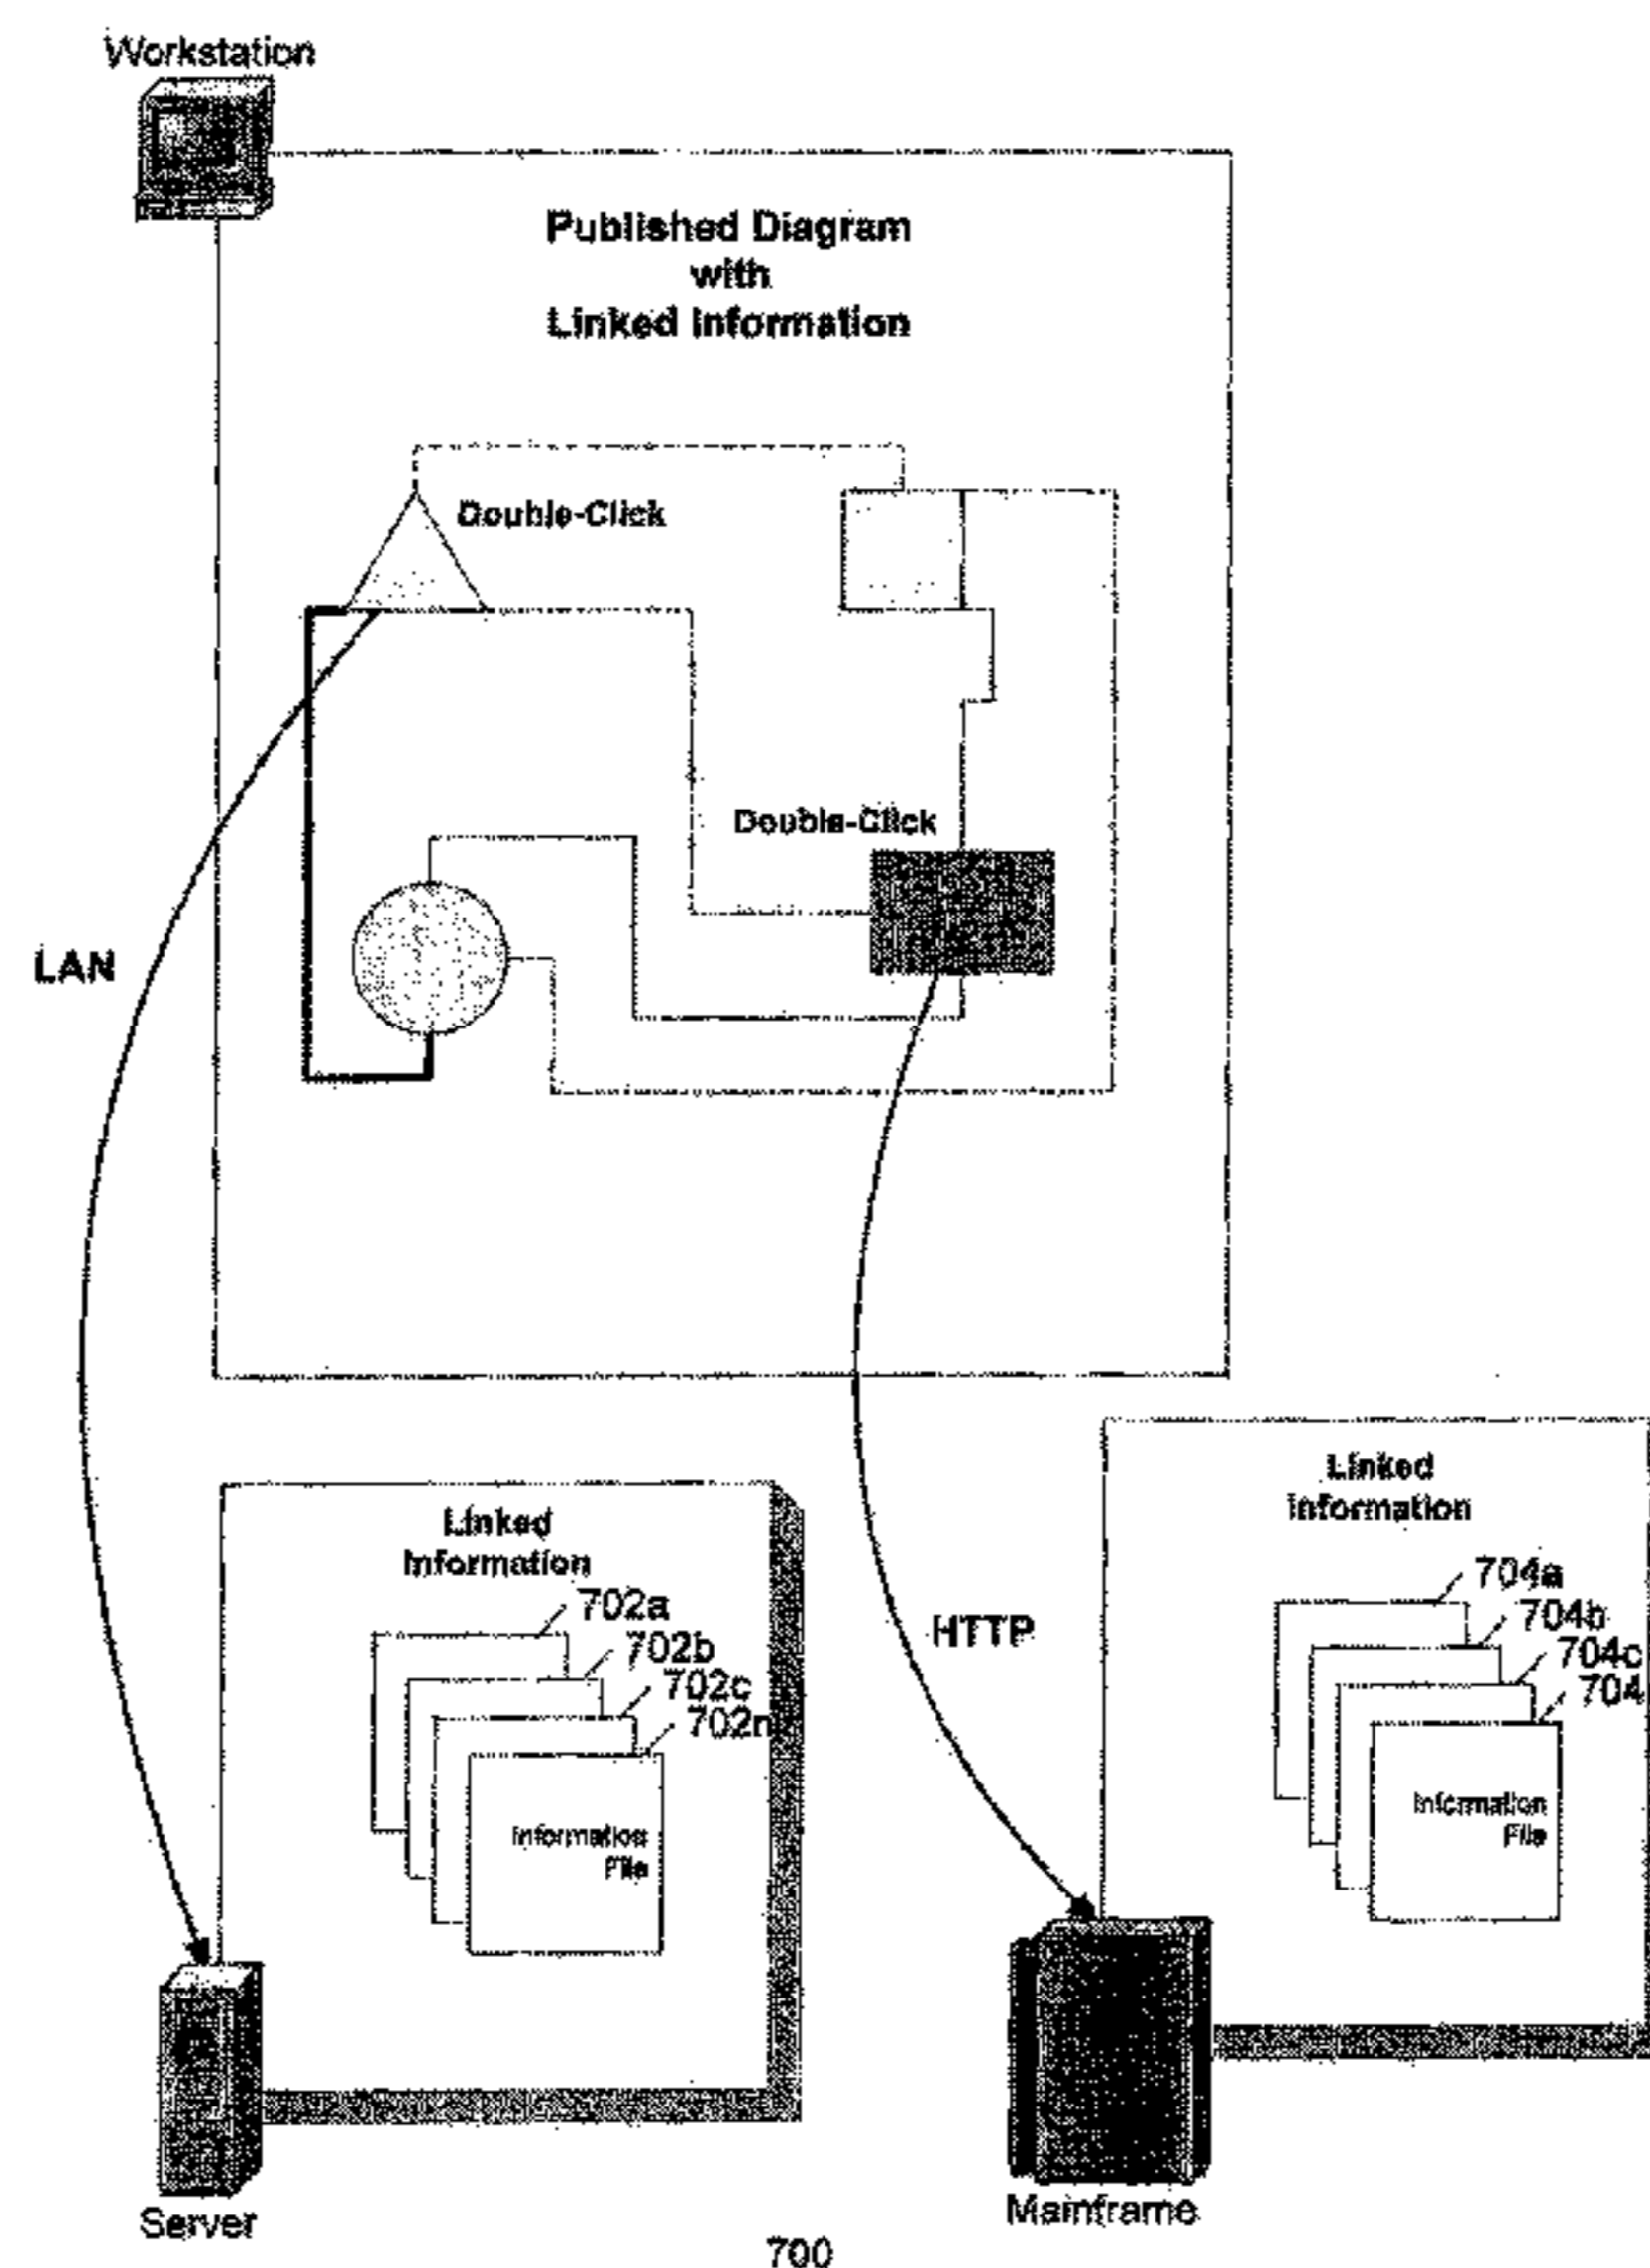 Workstation
Published Diagram
with
Linked Information
Double-Click
Double-Click
LAN
Linked
Information
702a
702b
702c
702n
Information
File
HTTP
Linked
Information
704a
704b
704c
704
Information
File
Server
Mainframe
700